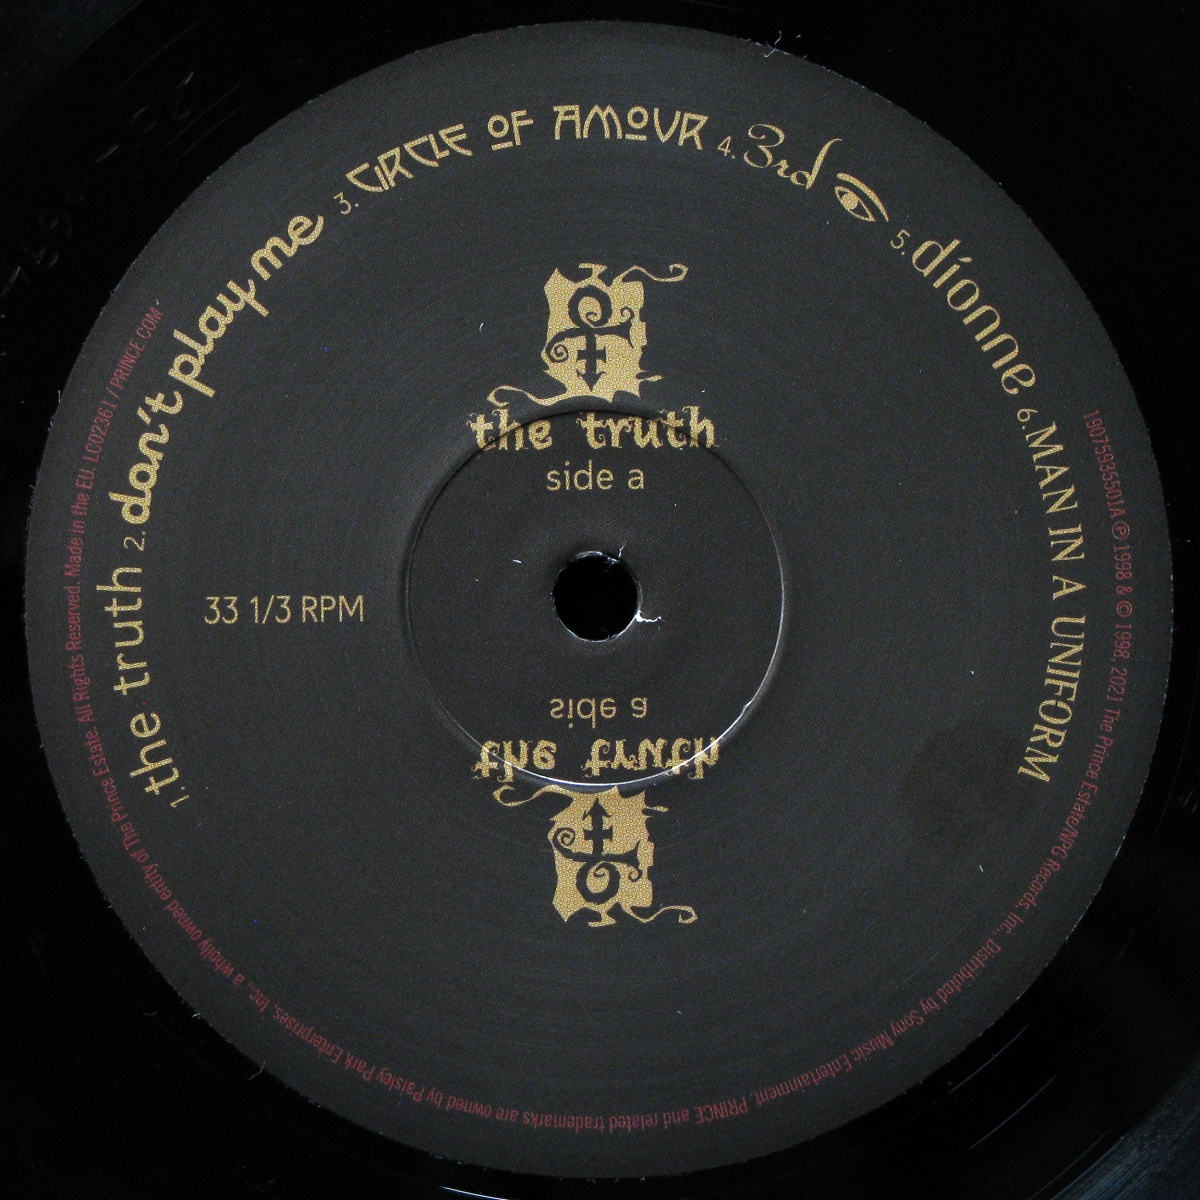 1. the truth 2. don't play me 3. CIRCLE OF AMOUR 4. 3rd 5. dionne 6. MAN IN A UNIFORM
the truth
side a
33 1/3 RPM
side a
the truth
19075935501A ℗ 1998 & © 1998, 2021 The Prince Estate/NPG Records, Inc., Distributed by Sony Music Entertainment. PRINCE and related trademarks are owned by Paisley Park Enterprises, Inc., a wholly owned entity of The Prince Estate. All Rights Reserved. Made in the EU. LC02361 / PRINCE.COM